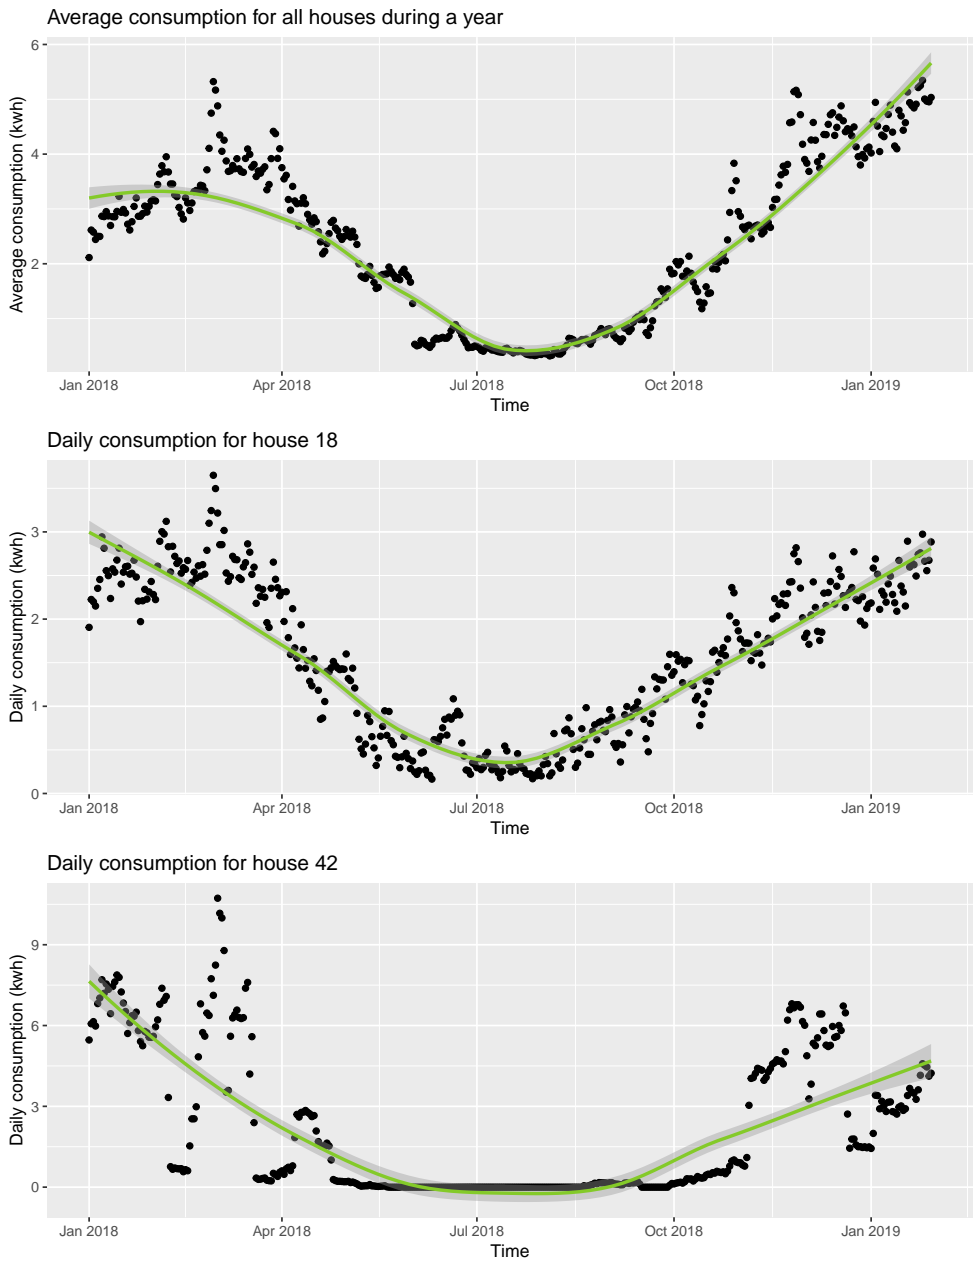 Average consumption for all houses during a year
Average consumption (kwh)
6
4
2
Jan 2018 Apr 2018 Jul 2018 Oct 2018 Jan 2019
Time
Daily consumption for house 18
Daily consumption (kwh)
3
2
1
0
Jan 2018 Apr 2018 Jul 2018 Oct 2018 Jan 2019
Time
Daily consumption for house 42
Daily consumption (kwh)
9
6
3
0
Jan 2018 Apr 2018 Jul 2018 Oct 2018 Jan 2019
Time